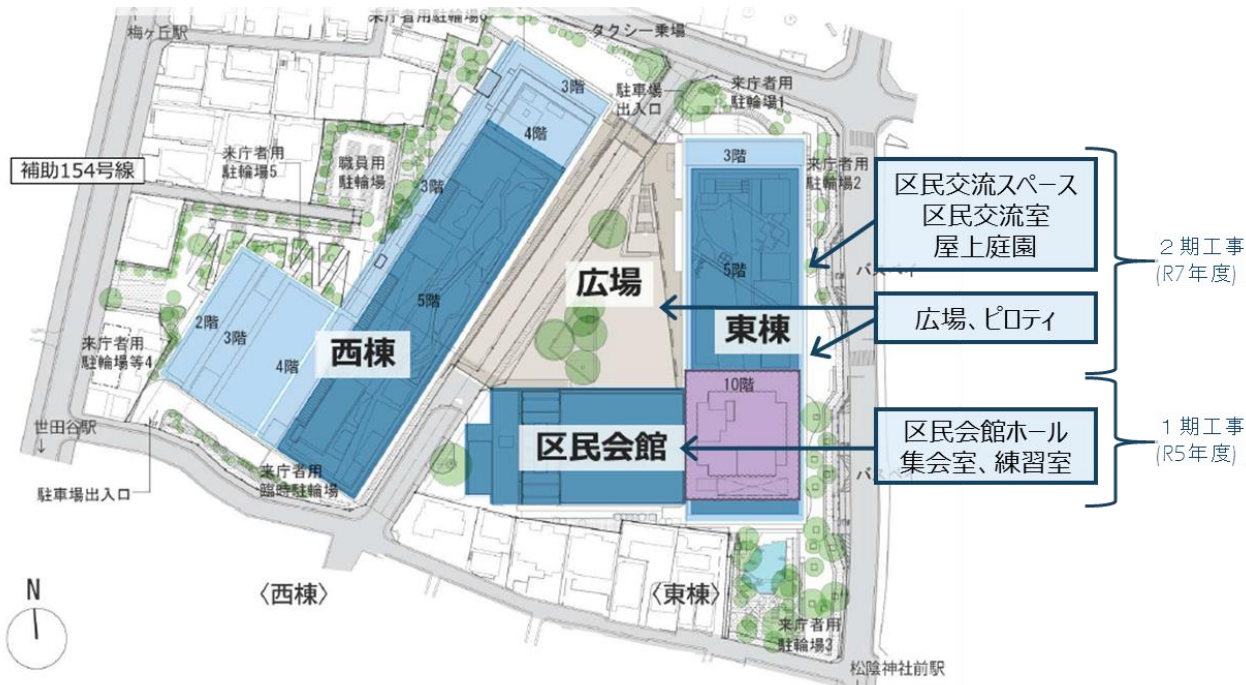 来庁者用駐輪場6
梅ヶ丘駅
タクシー乗場
3階
駐車場
出入口
来庁者用
駐輪場1
4階
補助154号線
来庁者用
駐輪場5
職員用
駐輪場
3階
3階
来庁者用
駐輪場2
区民交流スペース
区民交流室
屋上庭園
2期工事
(R7年度)
広場
5階
バスベイ
5階
2階
3階
4階
西棟
東棟
広場、ピロティ
来庁者用
駐輪場等4
10階
世田谷駅
区民会館
区民会館ホール
集会室、練習室
1期工事
(R5年度)
バスベイ
来庁者用
臨時駐輪場
駐車場出入口
N
〈西棟〉
〈東棟〉
来庁者用
駐輪場3
松陰神社前駅